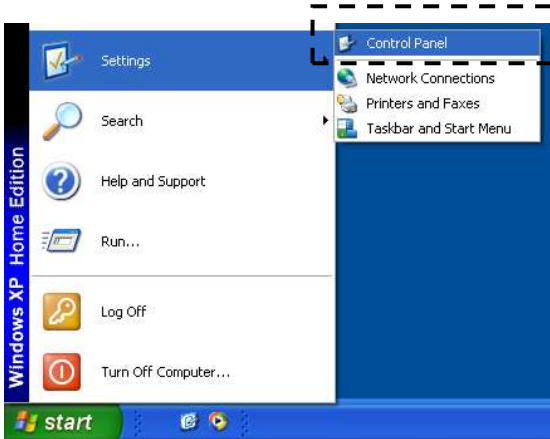 Settings
Search
Help and Support
Run...
Log Off
Turn Off Computer...
Control Panel
Network Connections
Printers and Faxes
Taskbar and Start Menu
Windows XP Home Edition
start